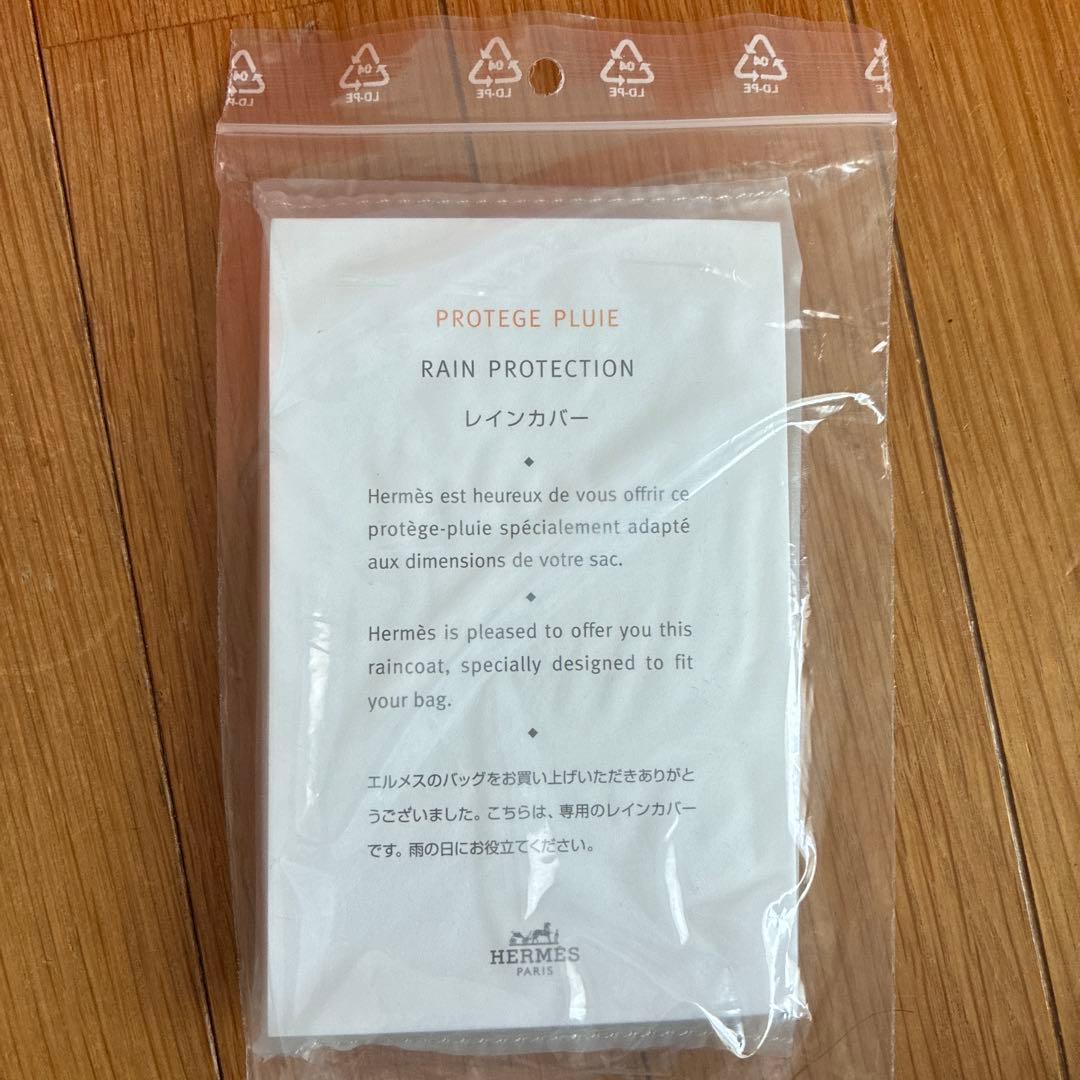 04 04 04 04 04
LD-PE LD-PE LD-PE LD-PE LD-PE
PROTEGE PLUIE
RAIN PROTECTION
レインカバー
Hermès est heureux de vous offrir ce
protège-pluie spécialement adapté
aux dimensions de votre sac.
Hermès is pleased to offer you this
raincoat, specially designed to fit
your bag.
エルメスのバッグをお買い上げいただきありがと
うございました。こちらは、専用のレインカバー
です。雨の日にお役立てください。
HERMÈS
PARIS